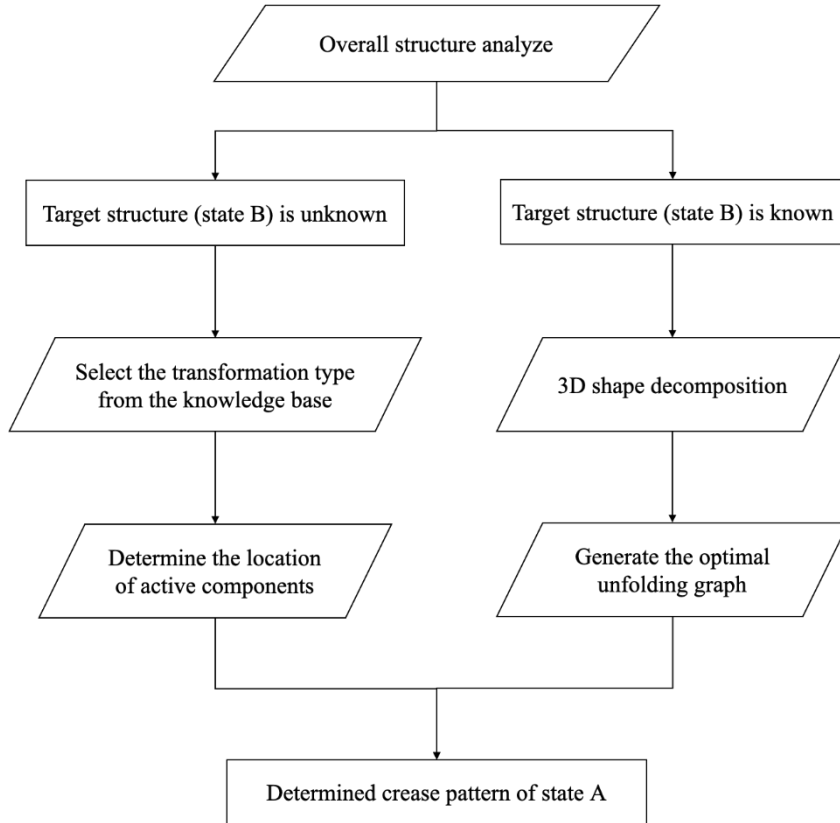 Overall structure analyze
Target structure (state B) is unknown
Target structure (state B) is known
Select the transformation type
from the knowledge base
3D shape decomposition
Determine the location
of active components
Generate the optimal
unfolding graph
Determined crease pattern of state A